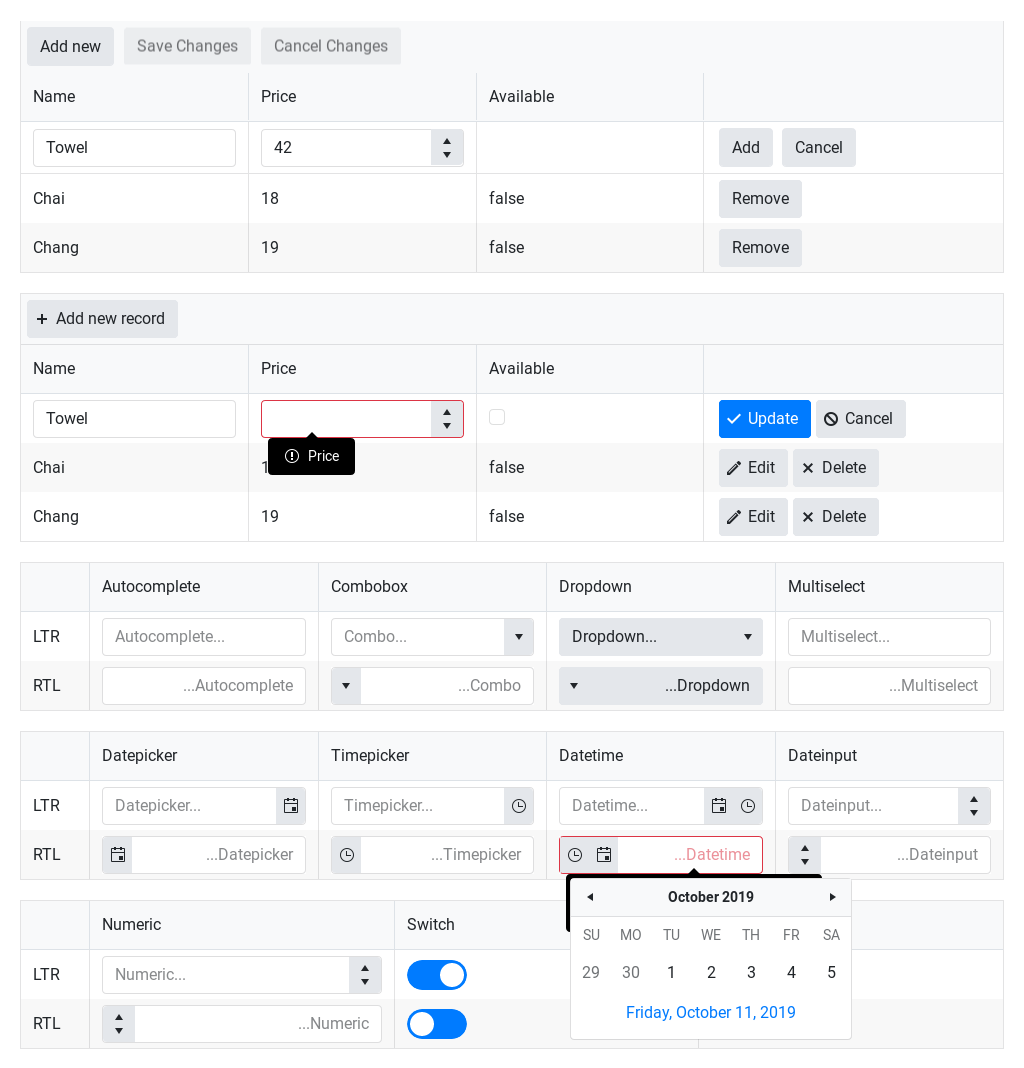 Add new Save Changes Cancel Changes
Name Price Available
Towel 42 Add Cancel
Chai 18 false Remove
Chang 19 false Remove
Add new record
Name Price Available
Towel Update Cancel
Price
Chai false Edit Delete
Chang 19 false Edit Delete
Autocomplete Combobox Dropdown Multiselect
LTR Autocomplete... Combo... Dropdown... Multiselect...
RTL ...Autocomplete ...Combo ...Dropdown ...Multiselect
Datepicker Timepicker Datetime Dateinput
LTR Datepicker... Timepicker... Datetime... Dateinput...
RTL ...Datepicker ...Timepicker ...Datetime ...Dateinput
October 2019
Numeric Switch
SU MO TU WE TH FR SA
LTR Numeric...
29 30 1 2 3 4 5
Friday, October 11, 2019
RTL ...Numeric